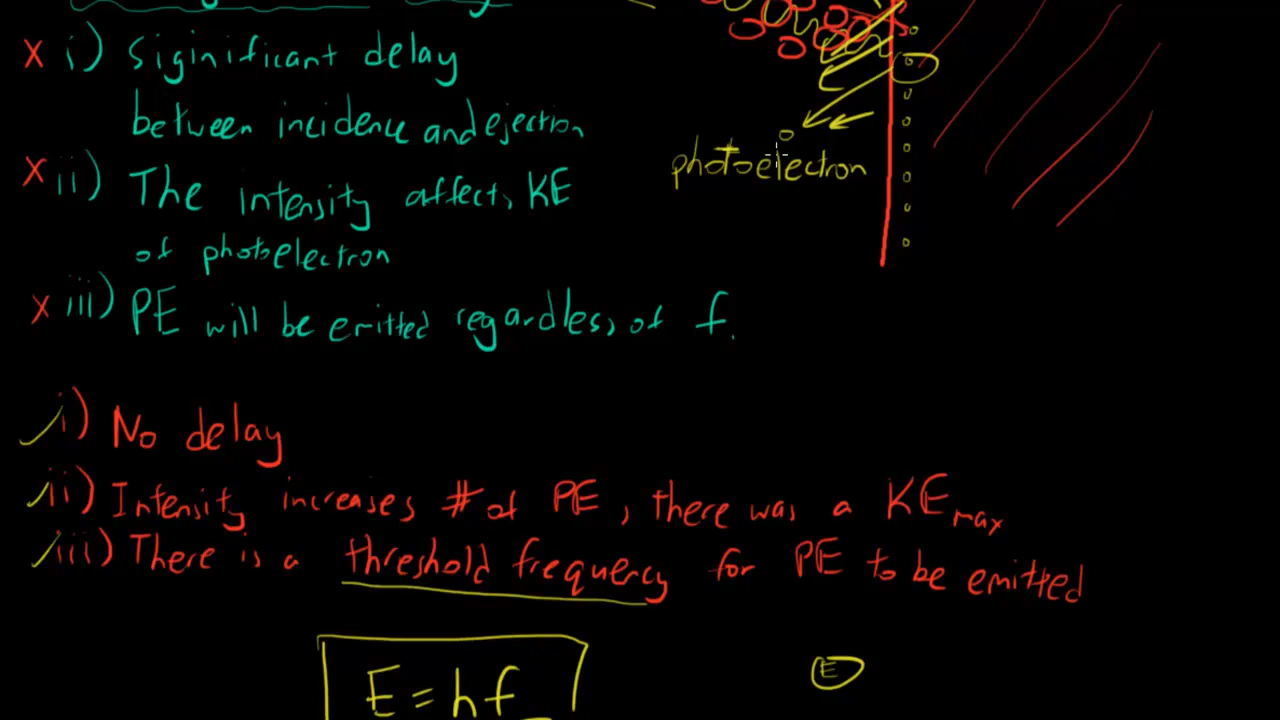 x i) Siginificant delay
between incidence and ejection
x ii) The intensity affects KE
of photoelectron
x iii) PE will be emitted regardless of f.
photoelectron
i) No delay
ii) Intensity increases # of PE, there was a KEmax
iii) There is a threshold frequency for PE to be emitted
E = hf
E